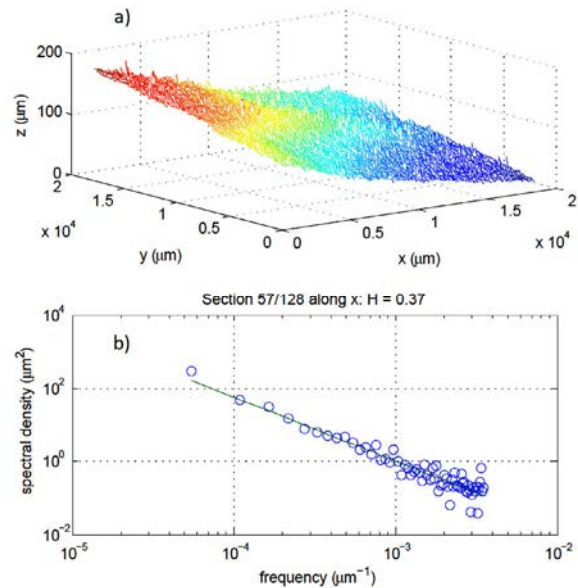 a)
200
100
0
z (μm)
2
1.5
1
0.5
0
x 10^4
y (μm)
0
0.5
1
1.5
2
x 10^4
x (μm)
Section 57/128 along x: H = 0.37
b)
10^4
10^2
10^0
10^-2
spectral density (μm^2)
10^-5
10^-4
10^-3
10^-2
frequency (μm^-1)